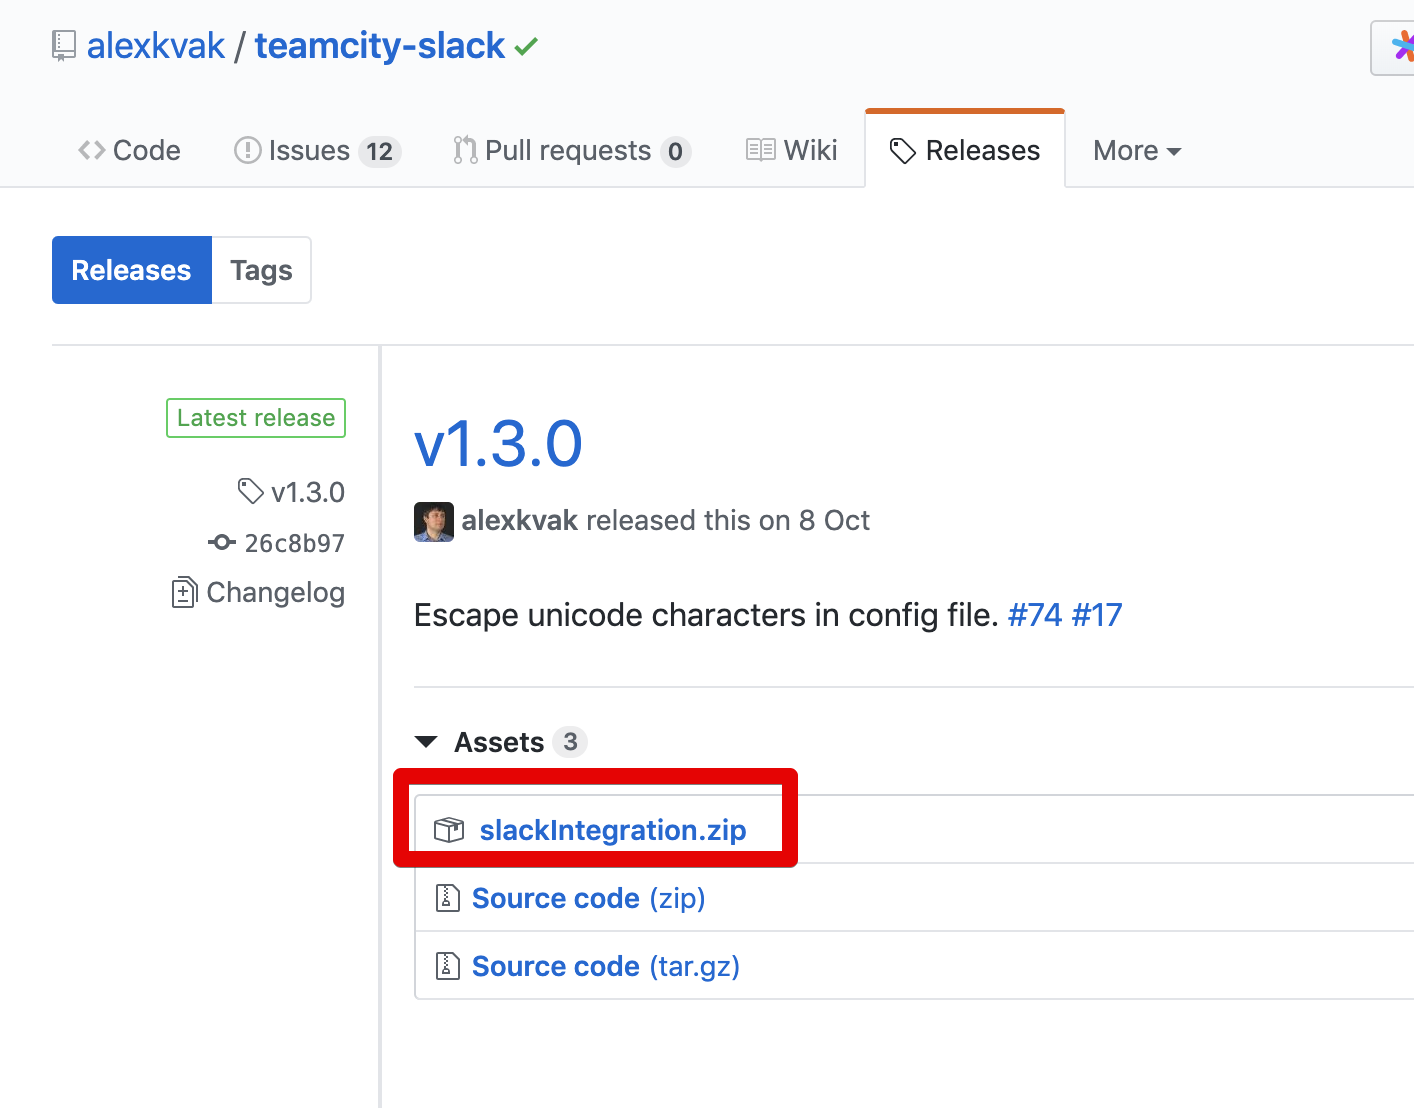 alexkvak / teamcity-slack
Code Issues 12 Pull requests 0 Wiki Releases More
Releases Tags
Latest release
v1.3.0
26c8b97
Changelog
v1.3.0
alexkvak released this on 8 Oct
Escape unicode characters in config file. #74 #17
Assets 3
slackIntegration.zip
Source code (zip)
Source code (tar.gz)